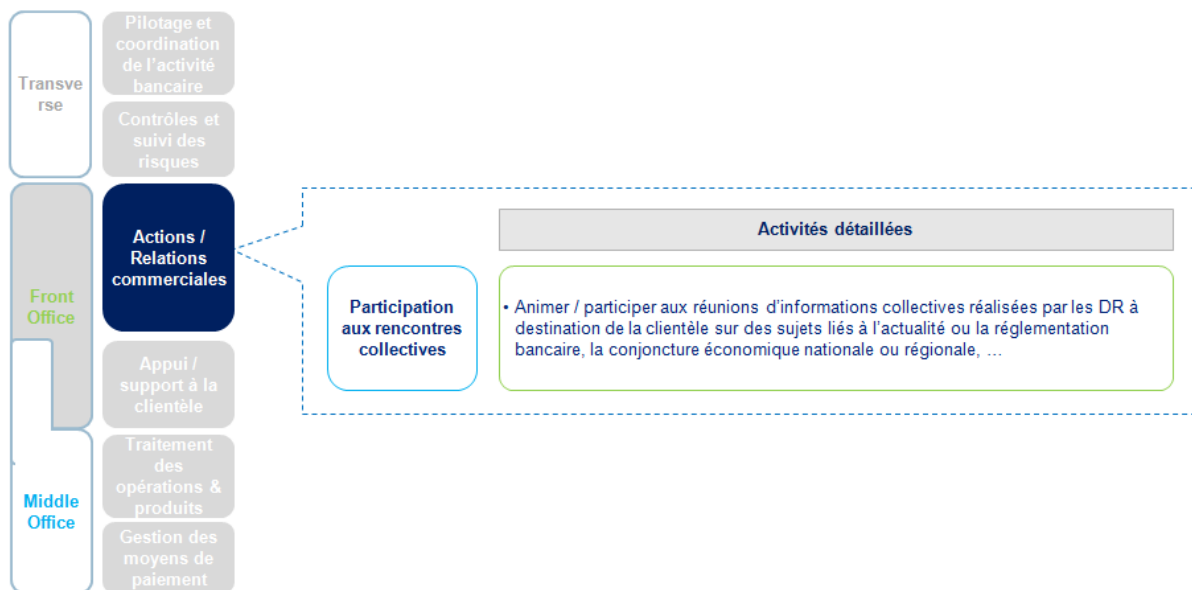 Transve
rse
Pilotage et
coordination
de l’activité
bancaire
Contrôles et
suivi des
risques
Front
Office
Actions /
Relations
commerciales
Activités détaillées
Participation
aux rencontres
collectives
• Animer / participer aux réunions d’informations collectives réalisées par les DR à
destination de la clientèle sur des sujets liés à l’actualité ou la réglementation
bancaire, la conjoncture économique nationale ou régionale, …
Appui /
support à la
clientèle
Middle
Office
Traitement
des
opérations &
produits
Gestion des
moyens de
paiement